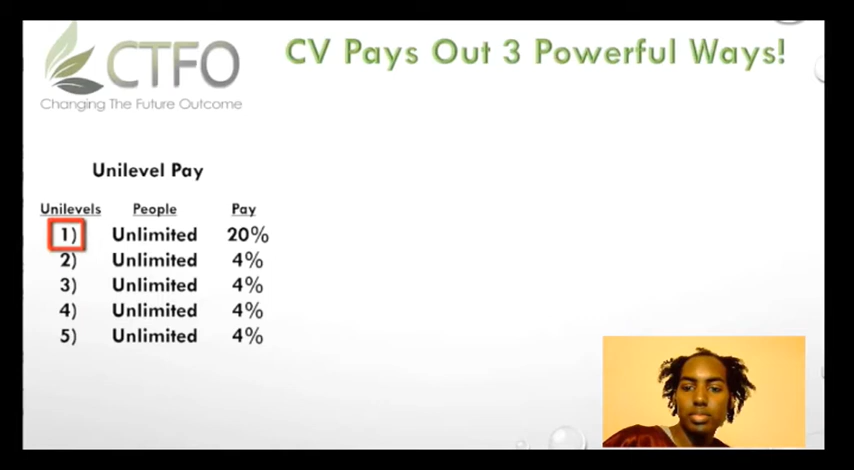 CTFO
Changing The Future Outcome
CV Pays Out 3 Powerful Ways!
Unilevel Pay
Unilevels People Pay
1) Unlimited 20%
2) Unlimited 4%
3) Unlimited 4%
4) Unlimited 4%
5) Unlimited 4%